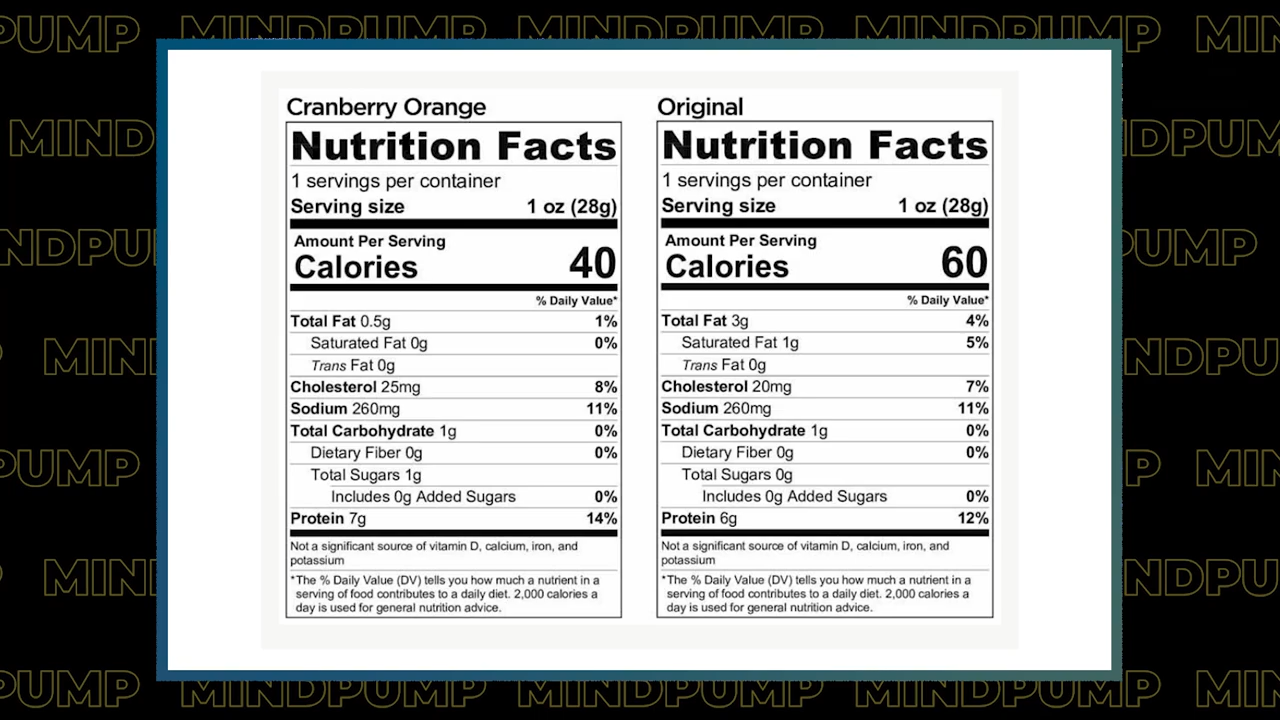 MINDPUMP MINDPUMP MINDPUMP MINDPUMP
Cranberry Orange
Nutrition Facts
1 servings per container
Serving size 1 oz (28g)
Amount Per Serving
Calories 40
% Daily Value*
Total Fat 0.5g 1%
Saturated Fat 0g 0%
Trans Fat 0g
Cholesterol 25mg 8%
Sodium 260mg 11%
Total Carbohydrate 1g 0%
Dietary Fiber 0g 0%
Total Sugars 1g
Includes 0g Added Sugars 0%
Protein 7g 14%
Not a significant source of vitamin D, calcium, iron, and
potassium
*The % Daily Value (DV) tells you how much a nutrient in a
serving of food contributes to a daily diet. 2,000 calories a
day is used for general nutrition advice.
Original
Nutrition Facts
1 servings per container
Serving size 1 oz (28g)
Amount Per Serving
Calories 60
% Daily Value*
Total Fat 3g 4%
Saturated Fat 1g 5%
Trans Fat 0g
Cholesterol 20mg 7%
Sodium 260mg 11%
Total Carbohydrate 1g 0%
Dietary Fiber 0g 0%
Total Sugars 0g
Includes 0g Added Sugars 0%
Protein 6g 12%
Not a significant source of vitamin D, calcium, iron, and
potassium
*The % Daily Value (DV) tells you how much a nutrient in a
serving of food contributes to a daily diet. 2,000 calories a
day is used for general nutrition advice.
MINDPUMP MINDPUMP MINDPUMP